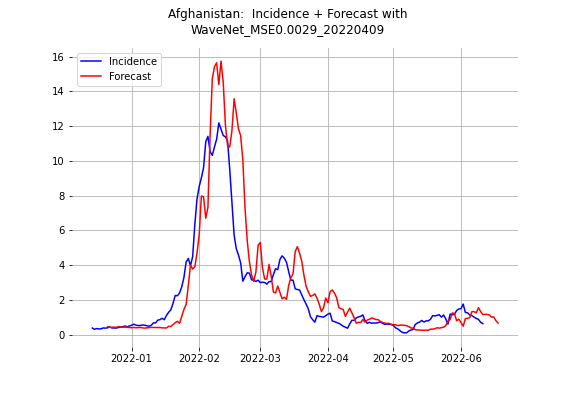 Afghanistan:  Incidence + Forecast with
WaveNet_MSE0.0029_20220409
Incidence
Forecast
16
14
12
10
8
6
4
2
0
2022-01 2022-02 2022-03 2022-04 2022-05 2022-06